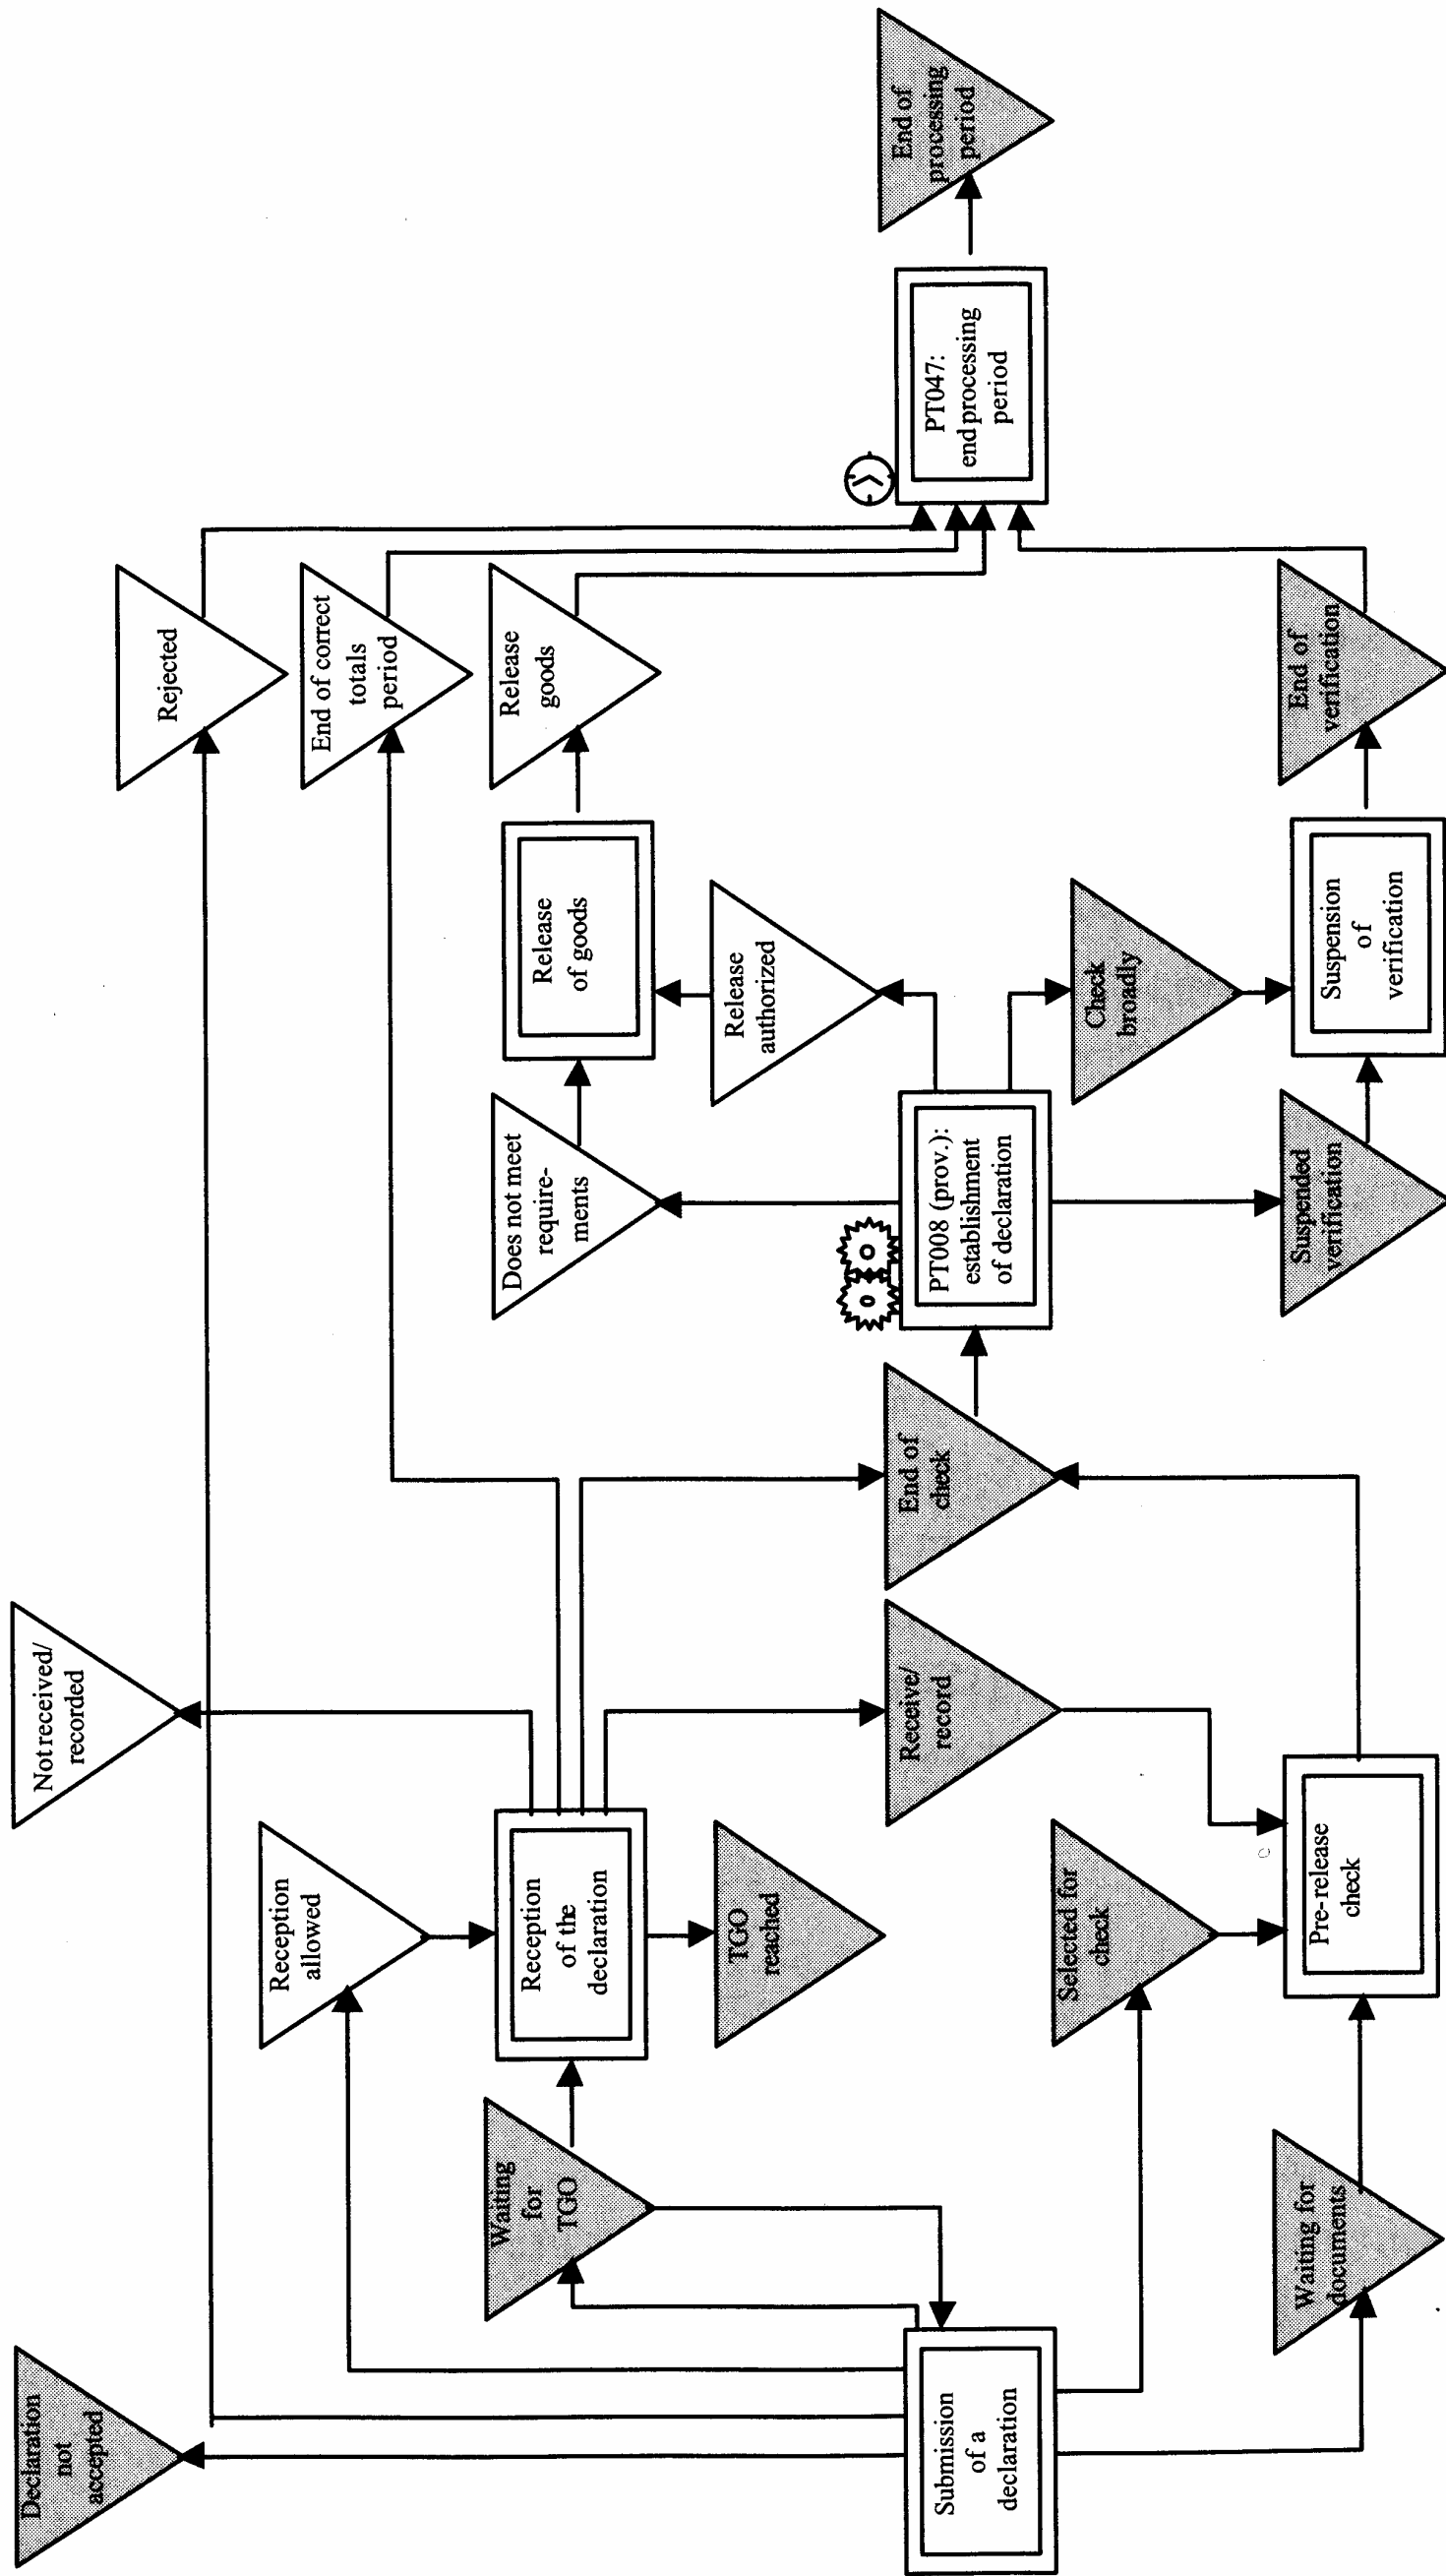 Declaration
not
accepted
Not received/
recorded
Rejected
Reception
allowed
End of correct
totals
period
Waiting
for
TGO
Reception
of the
declaration
Does not meet
require-
ments
Release
of goods
Release
goods
TGO
reached
Release
authorized
Submission
of a
declaration
Receive/
record
End of
check
PT008 (prov.):
establishment
of declaration
PT047:
end processing
period
End of
processing
period
Selected for
check
Check
broadly
Waiting for
documents
Pre-release
check
Suspended
verification
Suspension
of
verification
End of
verification